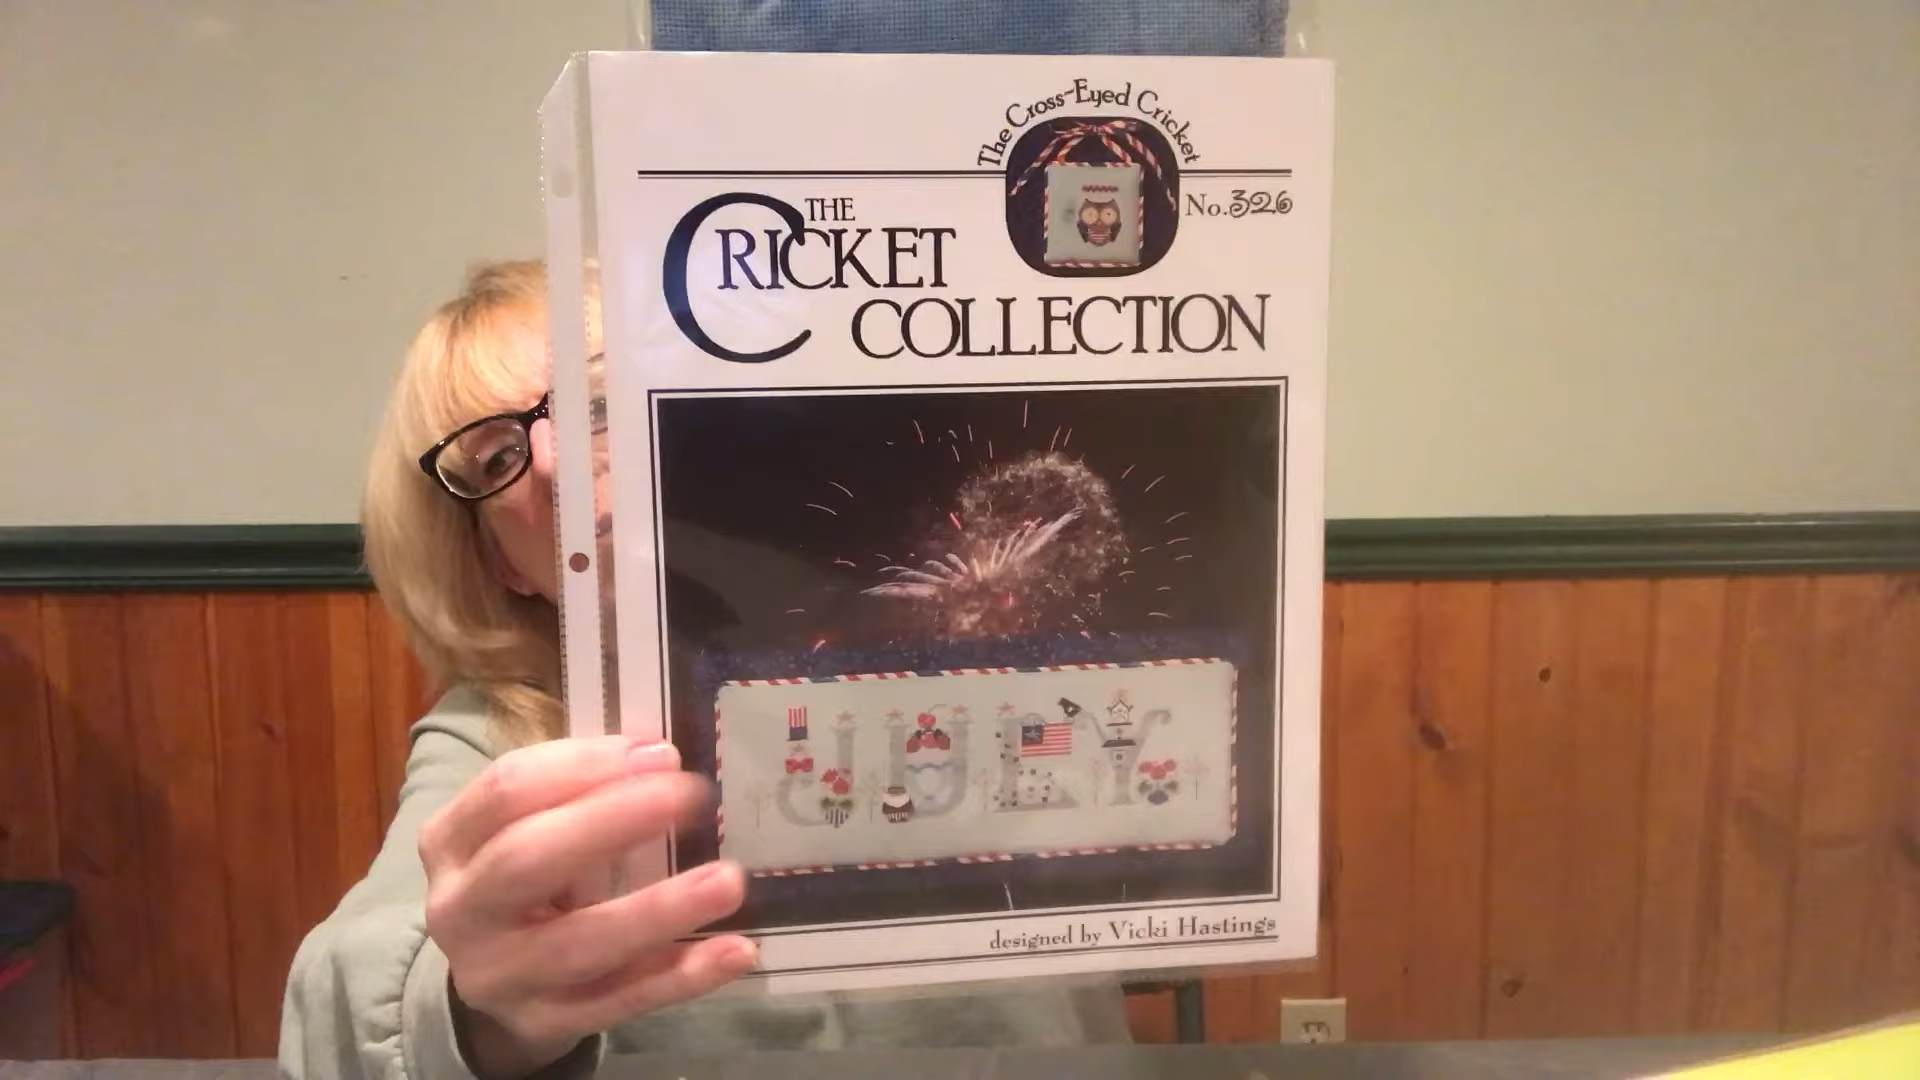 The Cross-Eyed Cricket
No. 326
THE
CRICKET
COLLECTION
JULY
designed by Vicki Hastings